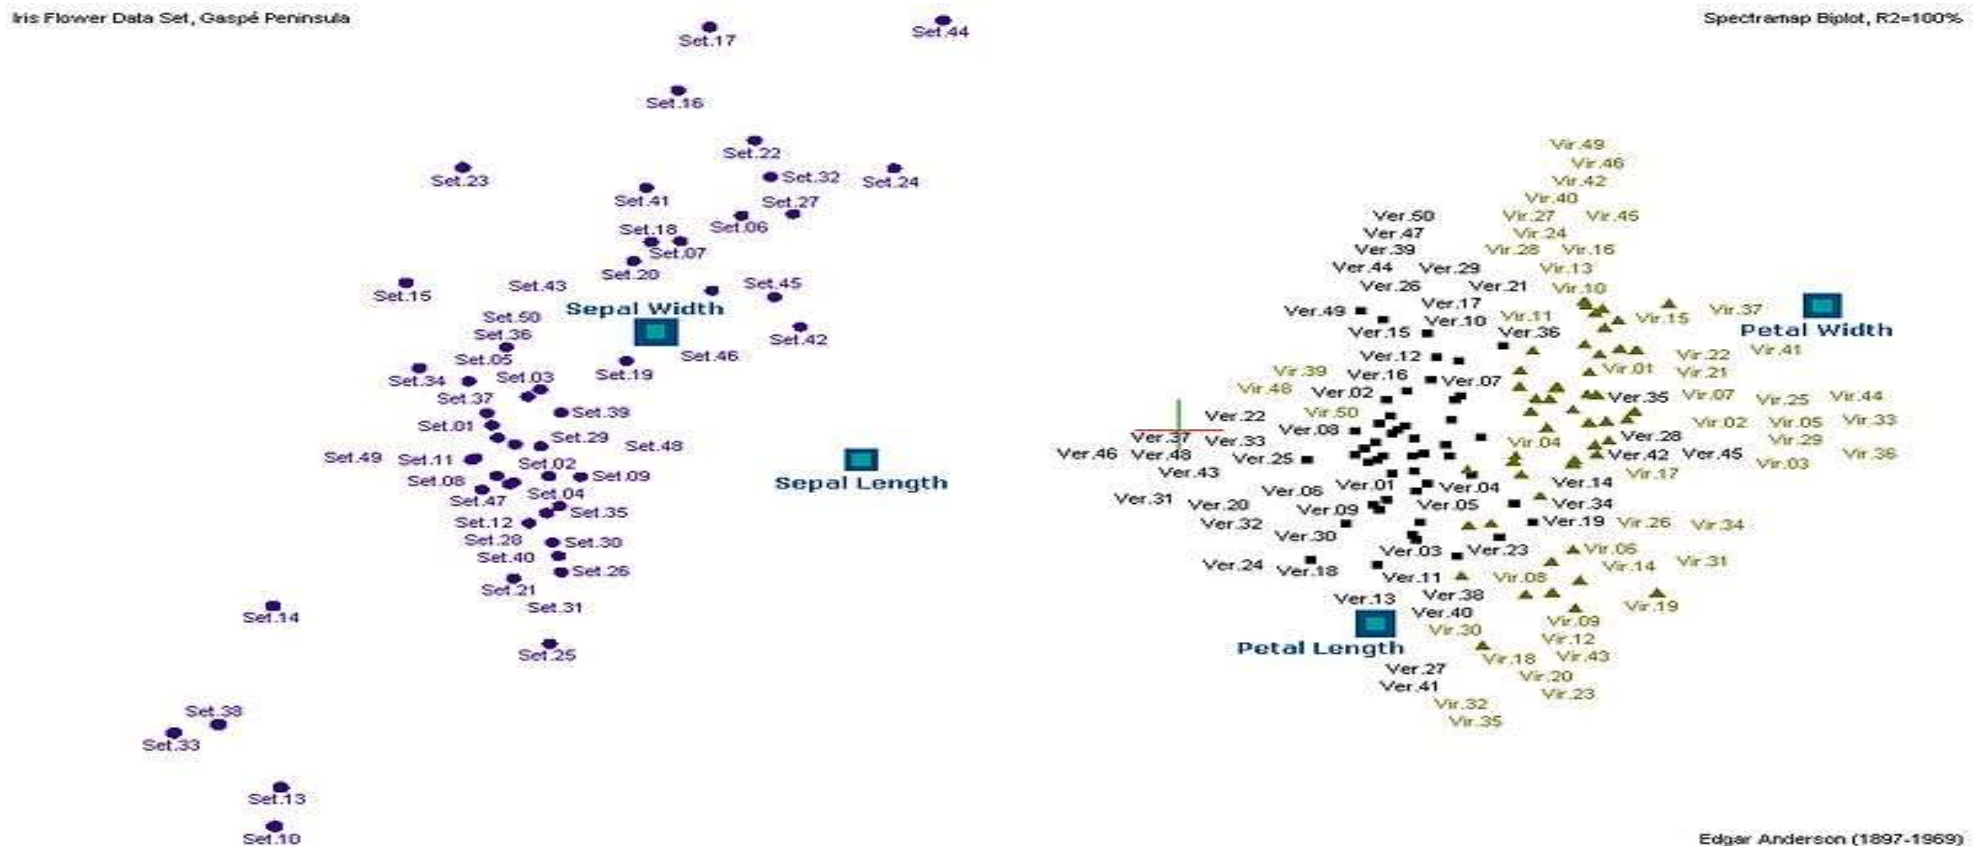 Iris Flower Data Set, Gaspé Peninsula
Spectramap Biplot, R2=100%
Set.17
Set.44
Set.16
Set.22
Set.23
Set.32
Set.24
Set.41
Set.27
Set.18
Set.06
Set.07
Set.20
Set.15
Set.43
Set.45
Sepal Width
Set.50
Set.36
Set.42
Set.05
Set.46
Set.34
Set.03
Set.19
Set.37
Set.39
Set.01
Set.29
Set.48
Set.49
Set.11
Set.02
Set.08
Set.09
Set.04
Set.47
Set.35
Set.12
Set.28
Set.30
Set.40
Set.26
Set.21
Set.31
Set.14
Set.25
Set.38
Set.33
Set.13
Set.10
Sepal Length
Vir.49
Vir.46
Vir.42
Vir.40
Ver.50
Vir.27
Vir.45
Ver.47
Vir.24
Ver.39
Vir.28
Vir.16
Ver.44
Ver.29
Vir.13
Ver.26
Ver.21
Vir.10
Ver.49
Ver.17
Vir.37
Ver.10
Vir.11
Vir.15
Ver.15
Ver.36
Petal Width
Ver.12
Vir.22
Vir.41
Vir.39
Ver.16
Ver.07
Vir.01
Vir.21
Vir.48
Ver.02
Ver.35
Vir.07
Vir.25
Vir.44
Ver.22
Vir.50
Vir.02
Vir.05
Vir.33
Ver.08
Ver.37
Ver.33
Vir.04
Ver.28
Vir.29
Ver.46
Ver.48
Ver.25
Ver.42
Ver.45
Vir.36
Vir.03
Ver.43
Vir.17
Ver.31
Ver.06
Ver.01
Ver.04
Ver.14
Ver.20
Ver.09
Ver.05
Ver.34
Ver.32
Ver.19
Vir.26
Vir.34
Ver.30
Ver.03
Ver.23
Vir.06
Ver.24
Ver.18
Ver.11
Vir.08
Vir.14
Vir.31
Ver.13
Ver.38
Vir.19
Ver.40
Vir.09
Vir.30
Vir.12
Petal Length
Vir.18
Vir.43
Ver.27
Vir.20
Ver.41
Vir.23
Vir.32
Vir.35
Edgar Anderson (1897-1969)